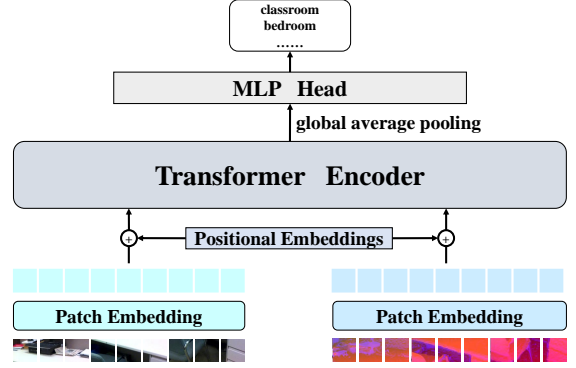 classroom
bedroom
......
MLP Head
global average pooling
Transformer Encoder
+ Positional Embeddings +
Patch Embedding Patch Embedding